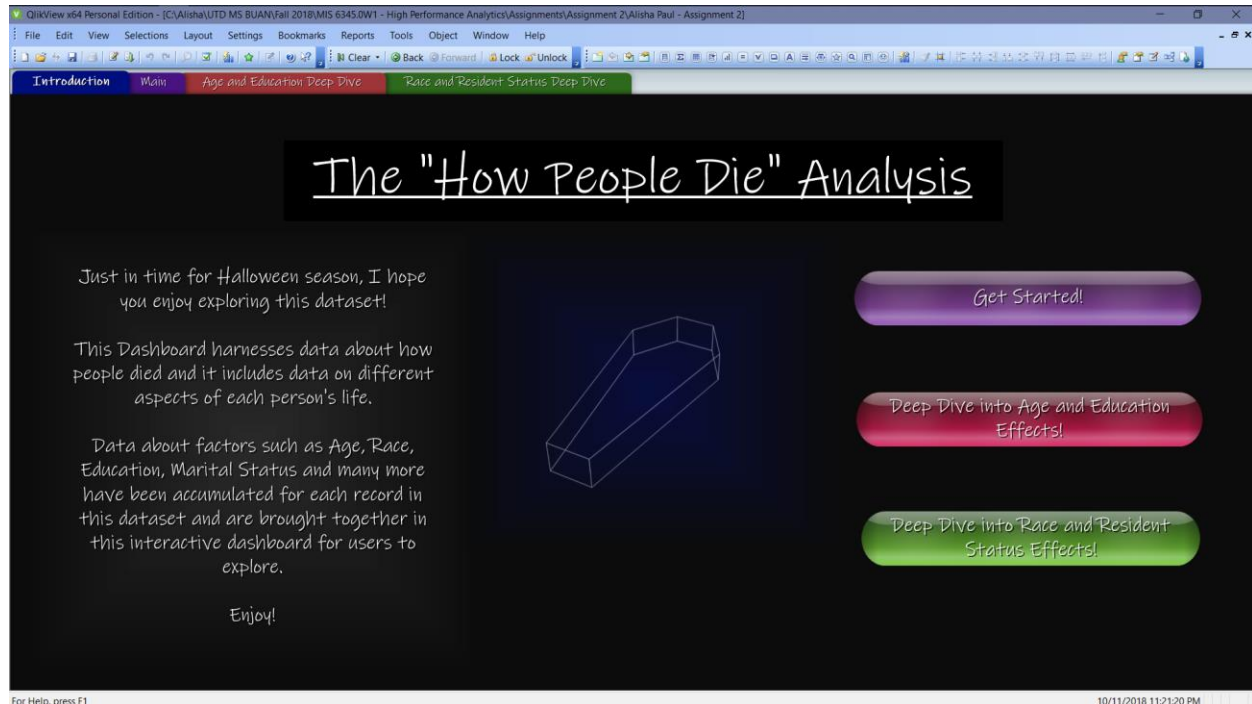 QlikView x64 Personal Edition - [C:\Alisha\UTD MS BUAN\Fall 2018\MIS 6345.0W1 - High Performance Analytics\Assignments\Assignment 2\Alisha Paul - Assignment 2]
File Edit View Selections Layout Settings Bookmarks Reports Tools Object Window Help
Clear Back Forward Lock Unlock
Introduction Main Age and Education Deep Dive Race and Resident Status Deep Dive
The "How People Die" Analysis
Just in time for Halloween season, I hope
you enjoy exploring this dataset!
This Dashboard harnesses data about how
people died and it includes data on different
aspects of each person's life.
Data about factors such as Age, Race,
Education, Marital Status and many more
have been accumulated for each record in
this dataset and are brought together in
this interactive dashboard for users to
explore.
Enjoy!
Get Started!
Deep Dive into Age and Education
Effects!
Deep Dive into Race and Resident
Status Effects!
For Help, press F1
10/11/2018 11:21:20 PM